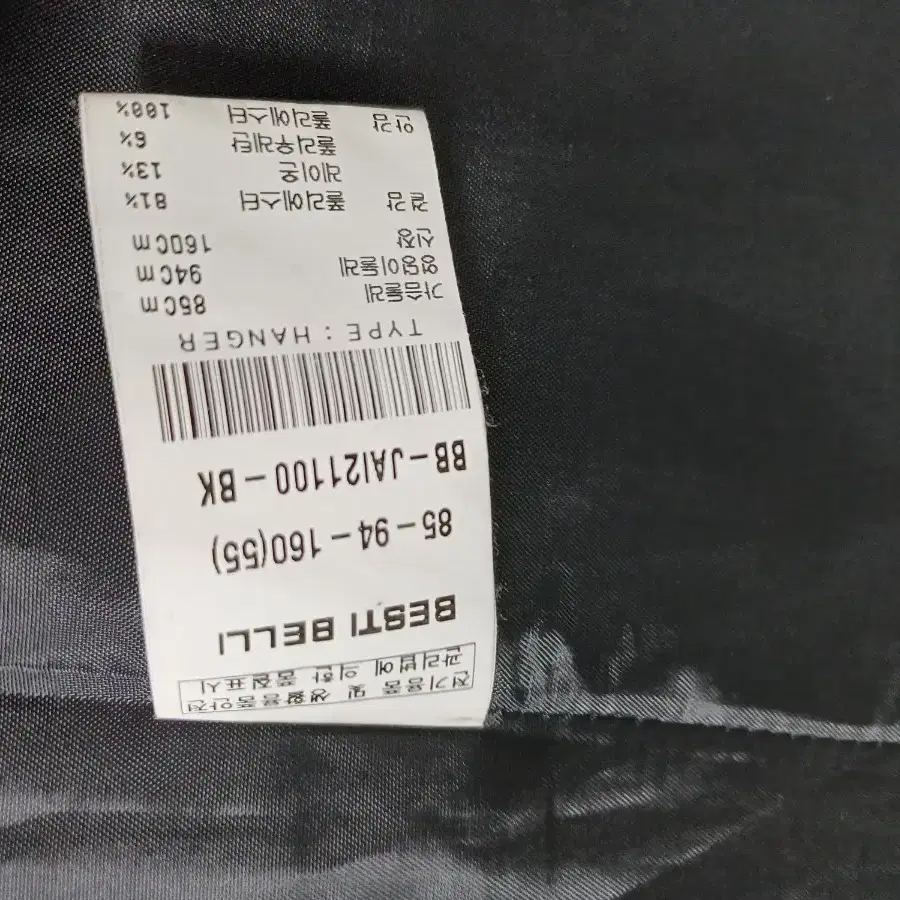 전기용품 및 생활용품안전
관리법에 의한 품질표시
BESTI BELLI
85-94-160(55)
BB-JAI21100-BK
TYPE : HANGER
가슴둘레 85Cm
엉덩이둘레 94Cm
신장 160Cm
겉감 폴리에스터 81%
레이온 13%
폴리우레탄 6%
안감 폴리에스터 100%